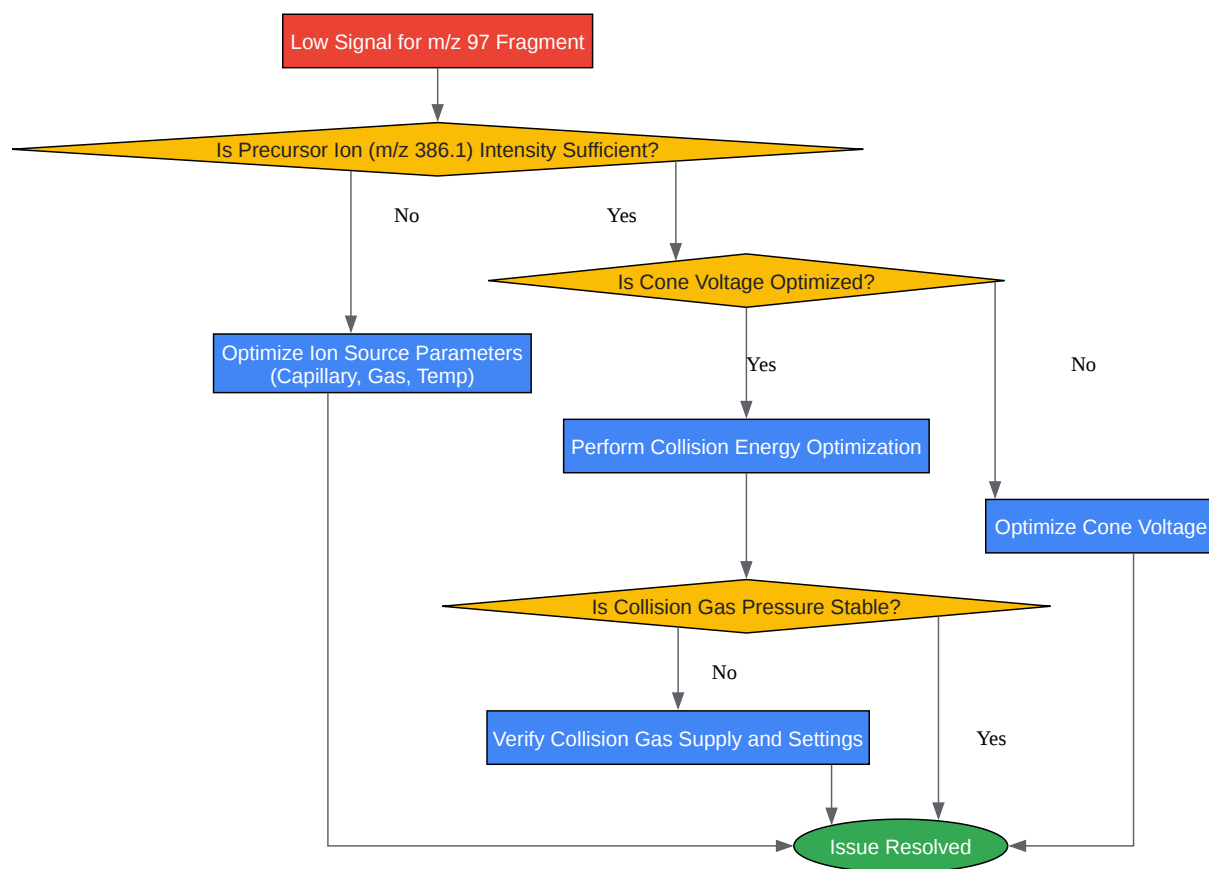 Low Signal for m/z 97 Fragment
Is Precursor Ion (m/z 386.1) Intensity Sufficient?
No
Yes
Is Cone Voltage Optimized?
Optimize Ion Source Parameters
(Capillary, Gas, Temp)
Yes
No
Perform Collision Energy Optimization
Optimize Cone Voltage
Is Collision Gas Pressure Stable?
No
Verify Collision Gas Supply and Settings
Yes
Issue Resolved